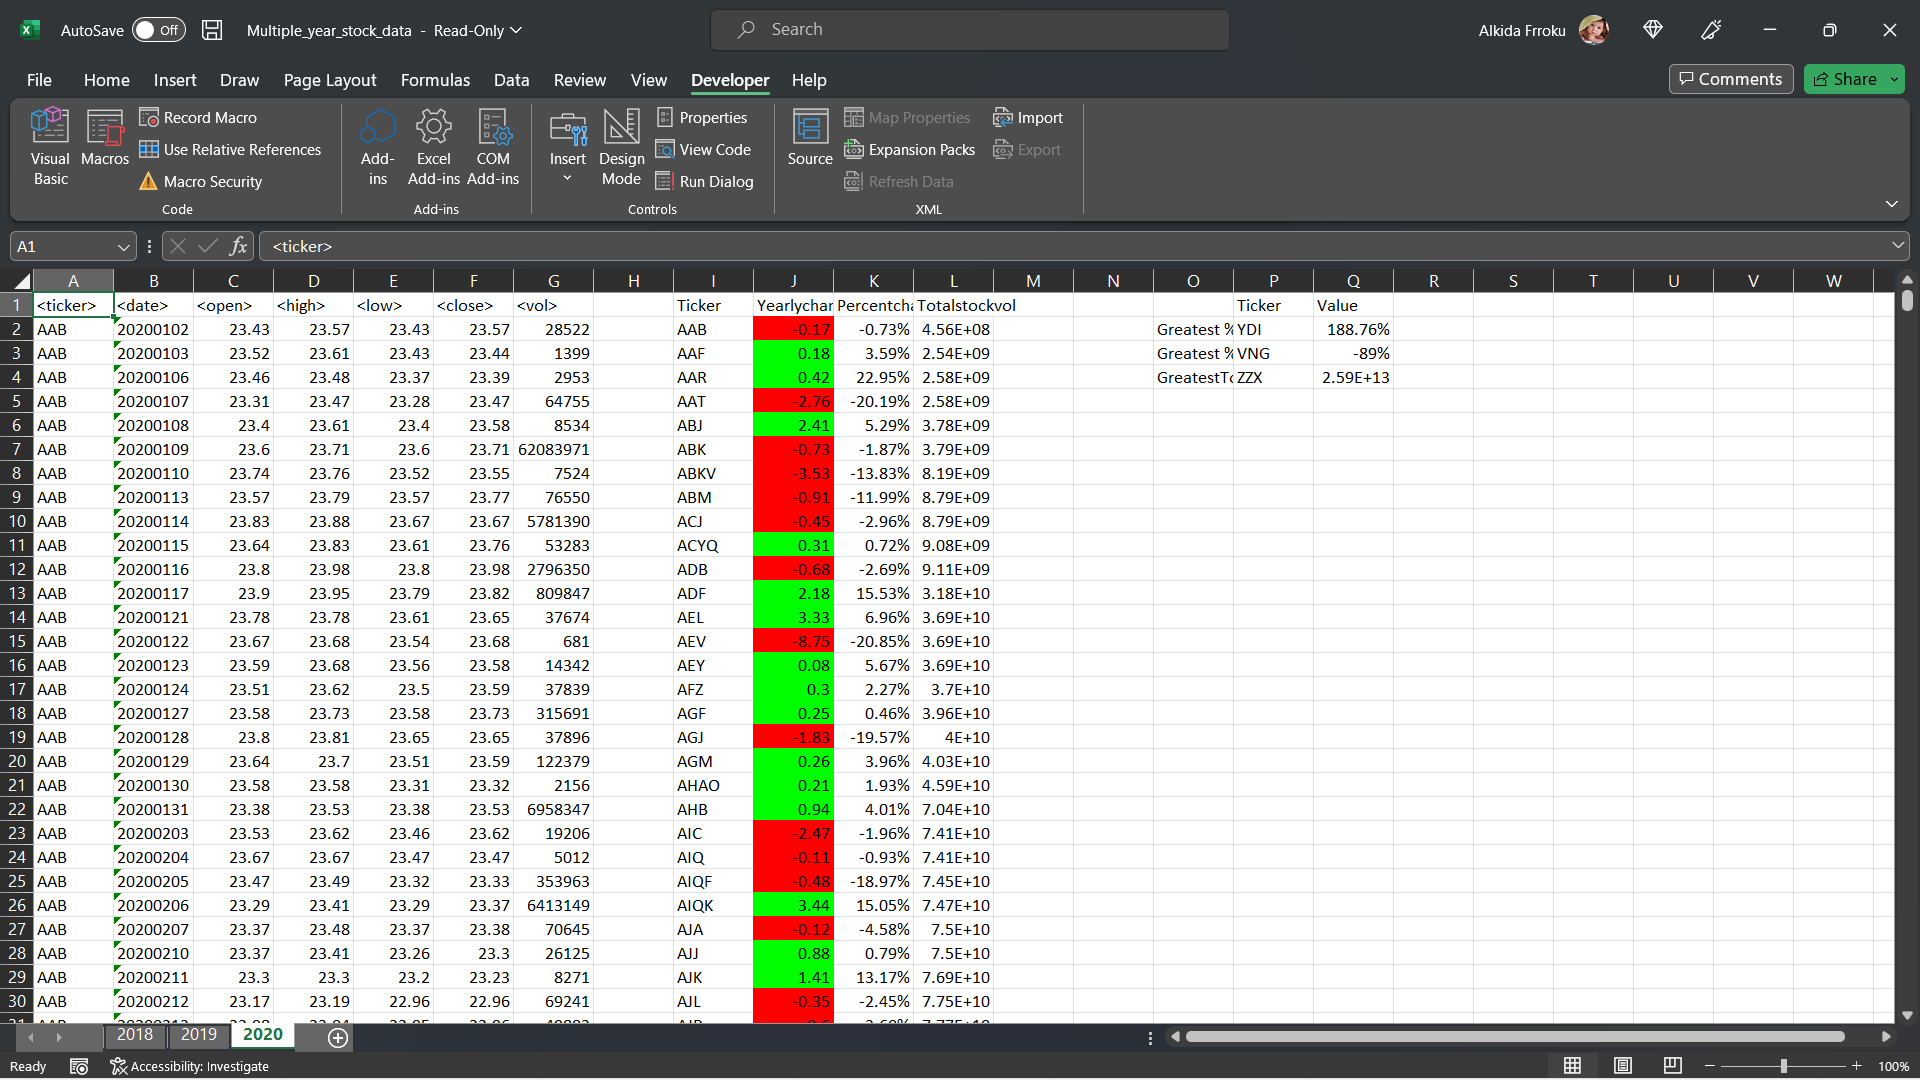 AutoSave Off Multiple_year_stock_data - Read-Only Search Alkida Frroku
File Home Insert Draw Page Layout Formulas Data Review View Developer Help Comments Share
Visual Basic Macros Record Macro Use Relative References Macro Security Code
Add-ins Excel Add-ins COM Add-ins Add-ins
Insert Design Mode Properties View Code Run Dialog Controls
Source Map Properties Expansion Packs Refresh Data Import Export XML
A1 fx <ticker>
A B C D E F G H I J K L M N O P Q R S T U V W
1 <ticker> <date> <open> <high> <low> <close> <vol> Ticker Yearlychan Percentcha Totalstockvol Ticker Value
2 AAB 20200102 23.43 23.57 23.43 23.57 28522 AAB -0.17 -0.73% 4.56E+08 Greatest % YDI 188.76%
3 AAB 20200103 23.52 23.61 23.43 23.44 1399 AAF 0.18 3.59% 2.54E+09 Greatest % VNG -89%
4 AAB 20200106 23.46 23.48 23.37 23.39 2953 AAR 0.42 22.95% 2.58E+09 GreatestTo ZZX 2.59E+13
5 AAB 20200107 23.31 23.47 23.28 23.47 64755 AAT -2.76 -20.19% 2.58E+09
6 AAB 20200108 23.4 23.61 23.4 23.58 8534 ABJ 2.41 5.29% 3.78E+09
7 AAB 20200109 23.6 23.71 23.6 23.71 62083971 ABK -0.73 -1.87% 3.79E+09
8 AAB 20200110 23.74 23.76 23.52 23.55 7524 ABKV -3.53 -13.83% 8.19E+09
9 AAB 20200113 23.57 23.79 23.57 23.77 76550 ABM -0.91 -11.99% 8.79E+09
10 AAB 20200114 23.83 23.88 23.67 23.67 5781390 ACJ -0.45 -2.96% 8.79E+09
11 AAB 20200115 23.64 23.83 23.61 23.76 53283 ACYQ 0.31 0.72% 9.08E+09
12 AAB 20200116 23.8 23.98 23.8 23.98 2796350 ADB -0.68 -2.69% 9.11E+09
13 AAB 20200117 23.9 23.95 23.79 23.82 809847 ADF 2.18 15.53% 3.18E+10
14 AAB 20200121 23.78 23.78 23.61 23.65 37674 AEL 3.33 6.96% 3.69E+10
15 AAB 20200122 23.67 23.68 23.54 23.68 681 AEV -8.75 -20.85% 3.69E+10
16 AAB 20200123 23.59 23.68 23.56 23.58 14342 AEY 0.08 5.67% 3.69E+10
17 AAB 20200124 23.51 23.62 23.5 23.59 37839 AFZ 0.3 2.27% 3.7E+10
18 AAB 20200127 23.58 23.73 23.58 23.73 315691 AGF 0.25 0.46% 3.96E+10
19 AAB 20200128 23.8 23.81 23.65 23.65 37896 AGJ -1.83 -19.57% 4E+10
20 AAB 20200129 23.64 23.7 23.51 23.59 122379 AGM 0.26 3.96% 4.03E+10
21 AAB 20200130 23.58 23.58 23.31 23.32 2156 AHAO 0.21 1.93% 4.59E+10
22 AAB 20200131 23.38 23.53 23.38 23.53 6958347 AHB 0.94 4.01% 7.04E+10
23 AAB 20200203 23.53 23.62 23.46 23.62 19206 AIC -2.47 -1.96% 7.41E+10
24 AAB 20200204 23.67 23.67 23.47 23.47 5012 AIQ -0.11 -0.93% 7.41E+10
25 AAB 20200205 23.47 23.49 23.32 23.33 353963 AIQF -0.48 -18.97% 7.45E+10
26 AAB 20200206 23.29 23.41 23.29 23.37 6413149 AIQK 3.44 15.05% 7.47E+10
27 AAB 20200207 23.37 23.48 23.37 23.38 70645 AJA -0.12 -4.58% 7.5E+10
28 AAB 20200210 23.37 23.41 23.26 23.3 26125 AJJ 0.88 0.79% 7.5E+10
29 AAB 20200211 23.3 23.3 23.2 23.23 8271 AJK 1.41 13.17% 7.69E+10
30 AAB 20200212 23.17 23.19 22.96 22.96 69241 AJL -0.35 -2.45% 7.75E+10
2018 2019 2020
Ready Accessibility: Investigate 100%